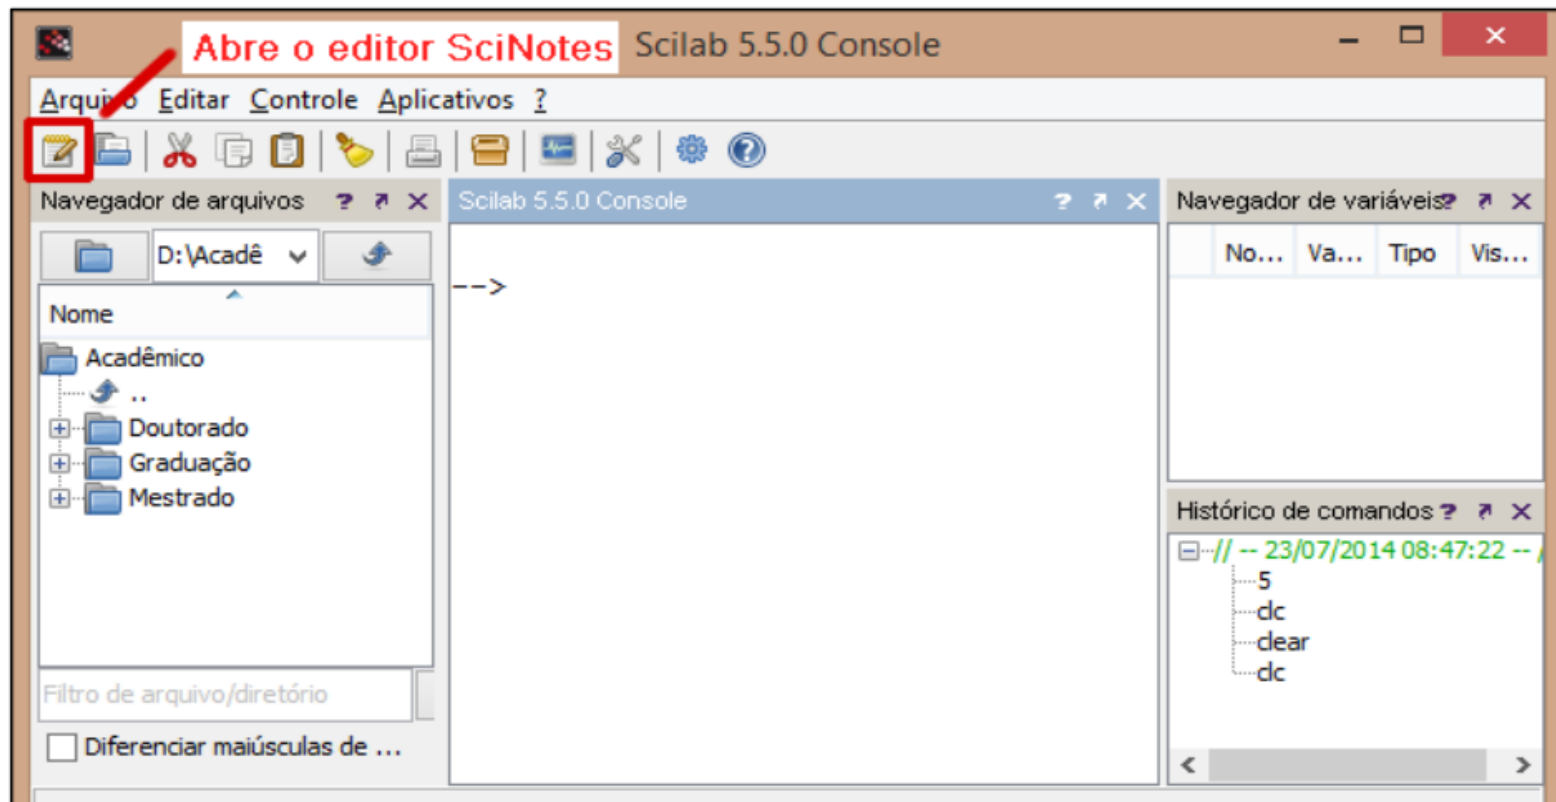 Abre o editor SciNotes
Scilab 5.5.0 Console
Arquivo Editar Controle Aplicativos ?
Navegador de arquivos
D:\Acadê
Nome
Acadêmico
..
Doutorado
Graduação
Mestrado
Filtro de arquivo/diretório
Diferenciar maiúsculas de ...
Scilab 5.5.0 Console
-->
Navegador de variáveis
No... Va... Tipo Vis...
Histórico de comandos
// -- 23/07/2014 08:47:22 -- /
5
clc
clear
clc